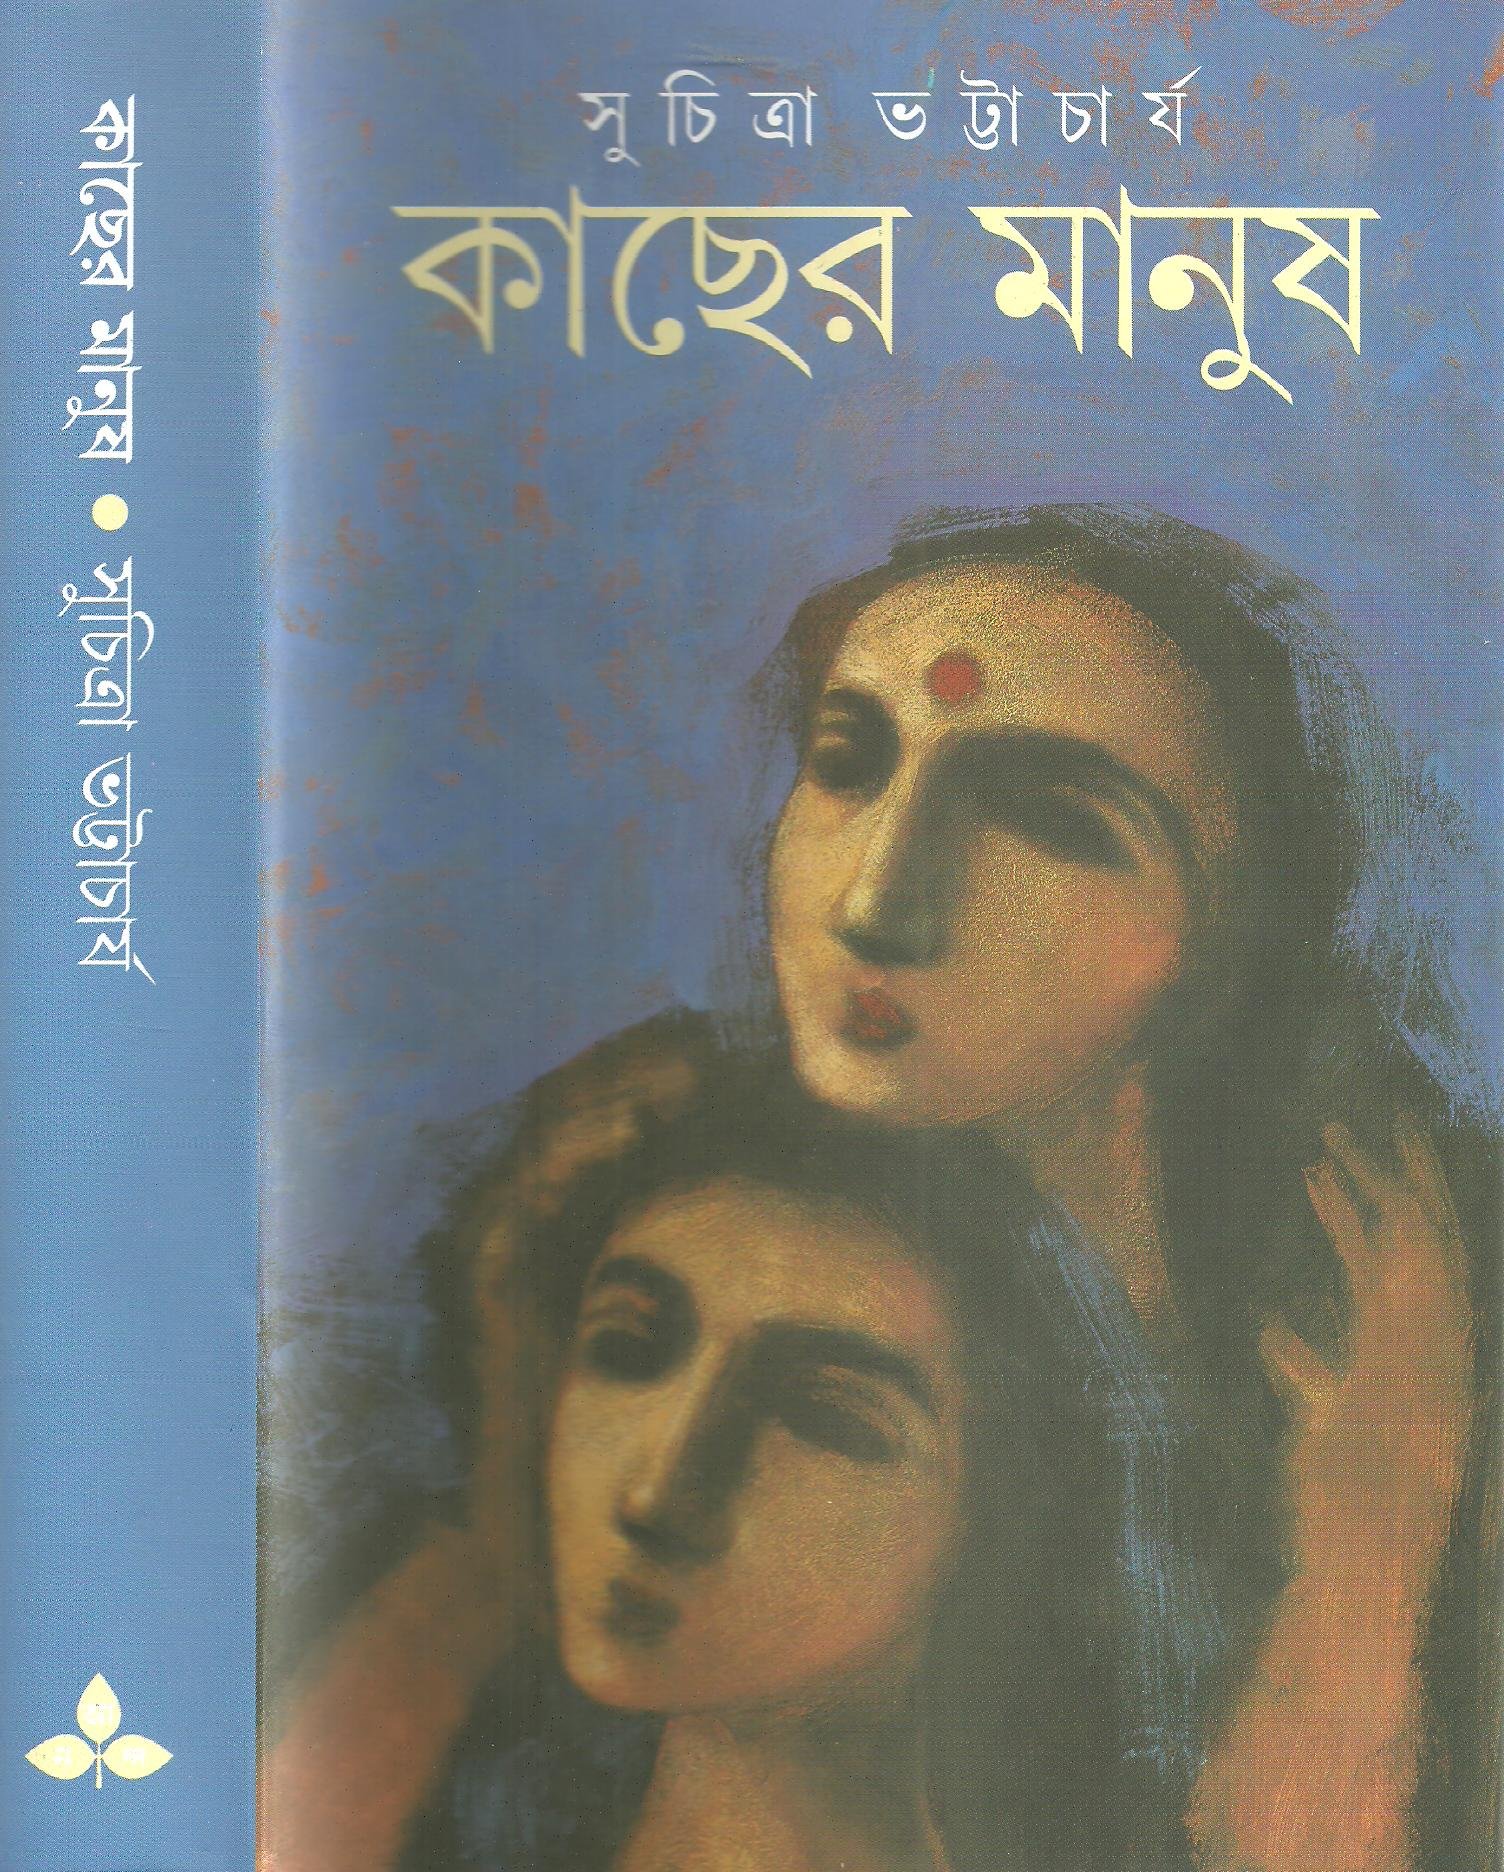 সুচিত্রা ভট্টাচার্য
কাছের মানুষ
কাছের মানুষ • সুচিত্রা ভট্টাচার্য